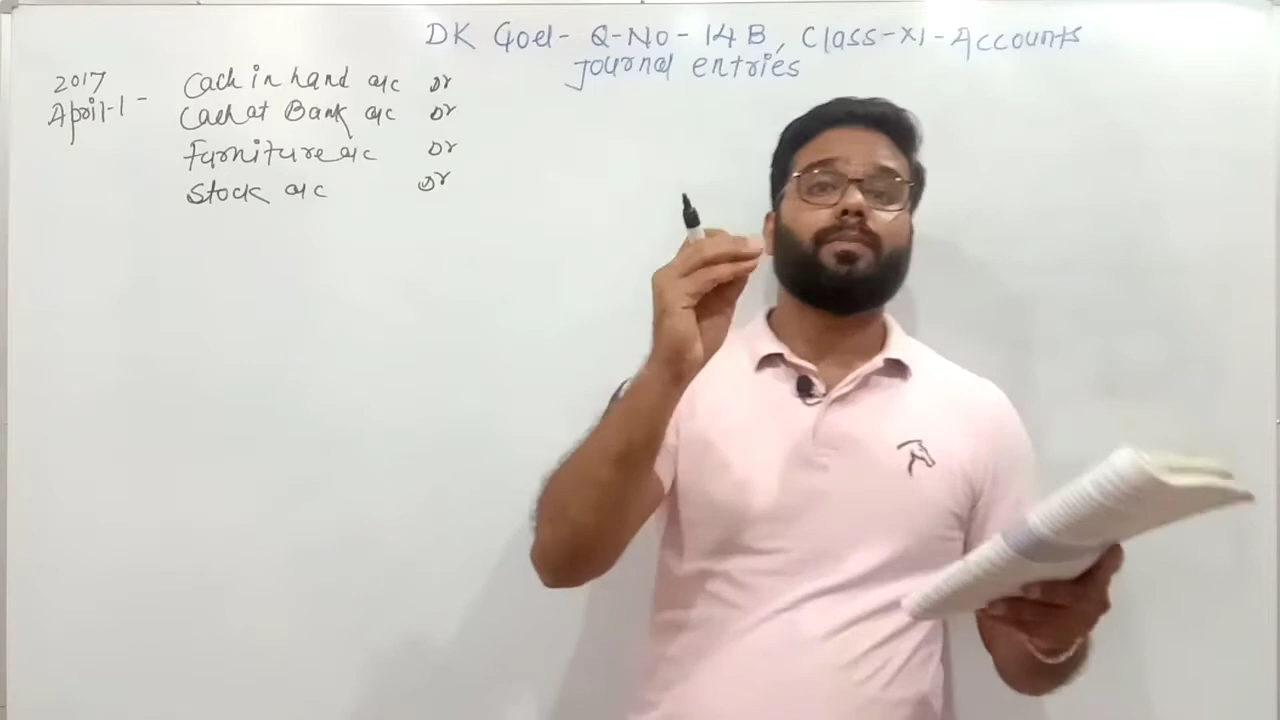 DK Goel - Q-No - 14 B, Class-XI-Accounts
Journal entries
2017
April-1 - Cash in hand a/c Dr
Cash at Bank a/c Dr
Furniture a/c Dr
Stock a/c Dr